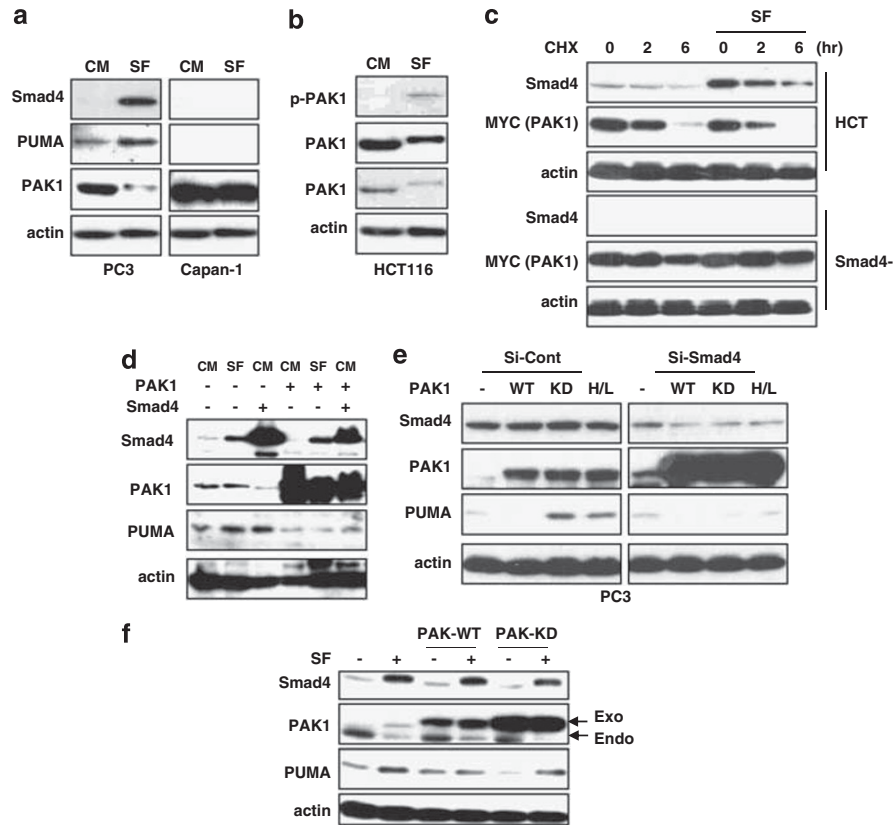 a
CM SF CM SF
Smad4
PUMA
PAK1
actin
PC3 Capan-1
b
CM SF
p-PAK1
PAK1
PAK1
actin
HCT116
c
SF
CHX 0 2 6 0 2 6 (hr)
Smad4
MYC (PAK1)
actin
HCT
Smad4
MYC (PAK1)
actin
Smad4-
d
CM SF CM CM SF CM
PAK1 - - - + + +
Smad4 - - + - - +
Smad4
PAK1
PUMA
actin
e
Si-Cont Si-Smad4
PAK1 - WT KD H/L - WT KD H/L
Smad4
PAK1
PUMA
actin
PC3
f
PAK-WT PAK-KD
SF - + - + - +
Smad4
PAK1
Exo
Endo
PUMA
actin